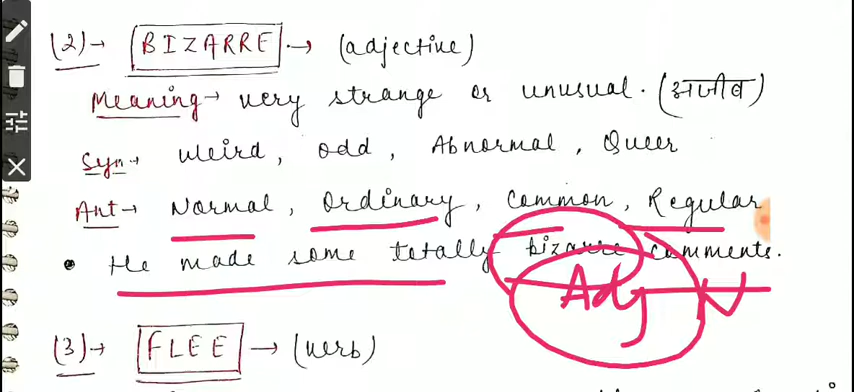 (2)→ BIZARRE → (adjective)
Meaning→ very strange or unusual. (अजीब)
Syn→ weird, odd, Abnormal, Queer
Ant→ Normal, Ordinary, Common, Regular
• He made some totally bizarre comments.
Adj N
(3)→ FLEE → (verb)